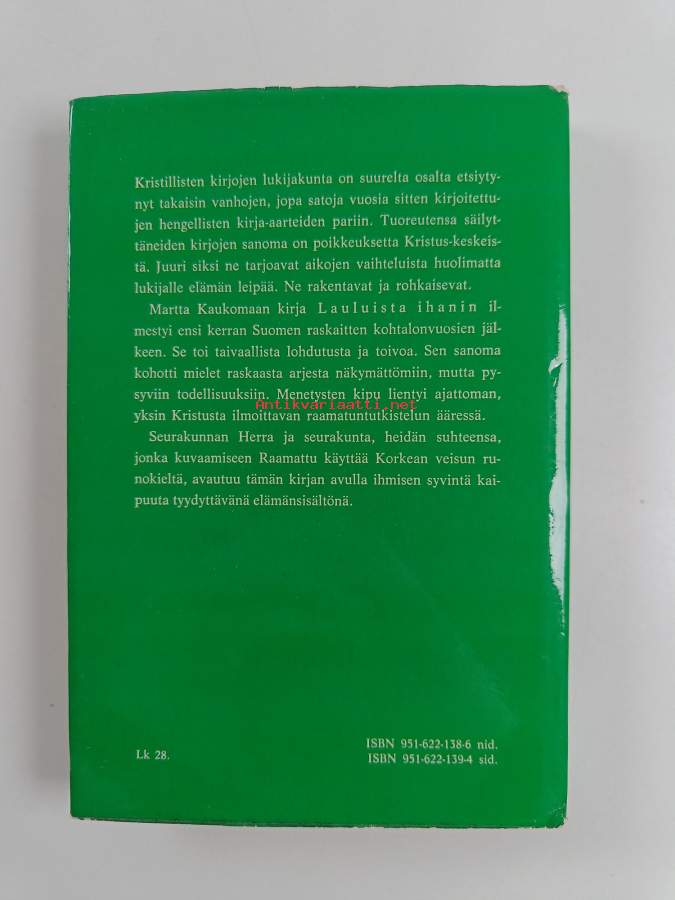 Kristillisten kirjojen lukijakunta on suurelta osalta etsiyty-
nyt takaisin vanhojen, jopa satoja vuosia sitten kirjoitettu-
jen hengellisten kirja-aarteiden pariin. Tuoreutensa säilyt-
täneiden kirjojen sanoma on poikkeuksetta Kristus-keskeis-
tä. Juuri siksi ne tarjoavat aikojen vaihteluista huolimatta
lukijalle elämän leipää. Ne rakentavat ja rohkaisevat.
Martta Kaukomaan kirja Lauluista ihanin il-
mestyi ensi kerran Suomen raskaitten kohtalonvuosien jäl-
keen. Se toi taivaallista lohdutusta ja toivoa. Sen sanoma
kohotti mielet raskaasta arjesta näkymättömiin, mutta py-
syviin todellisuuksiin. Menetysten kipu lientyi ajattoman,
Antikvariaatti.net
yksin Kristusta ilmoittavan raamatuntutkistelun ääressä.
Seurakunnan Herra ja seurakunta, heidän suhteensa,
jonka kuvaamiseen Raamattu käyttää Korkean veisun ru-
nokieltä, avautuu tämän kirjan avulla ihmisen syvintä kai-
puuta tyydyttävänä elämänsisältönä.
Lk 28.
ISBN 951-622-138-6 nid.
ISBN 951-622-139-4 sid.